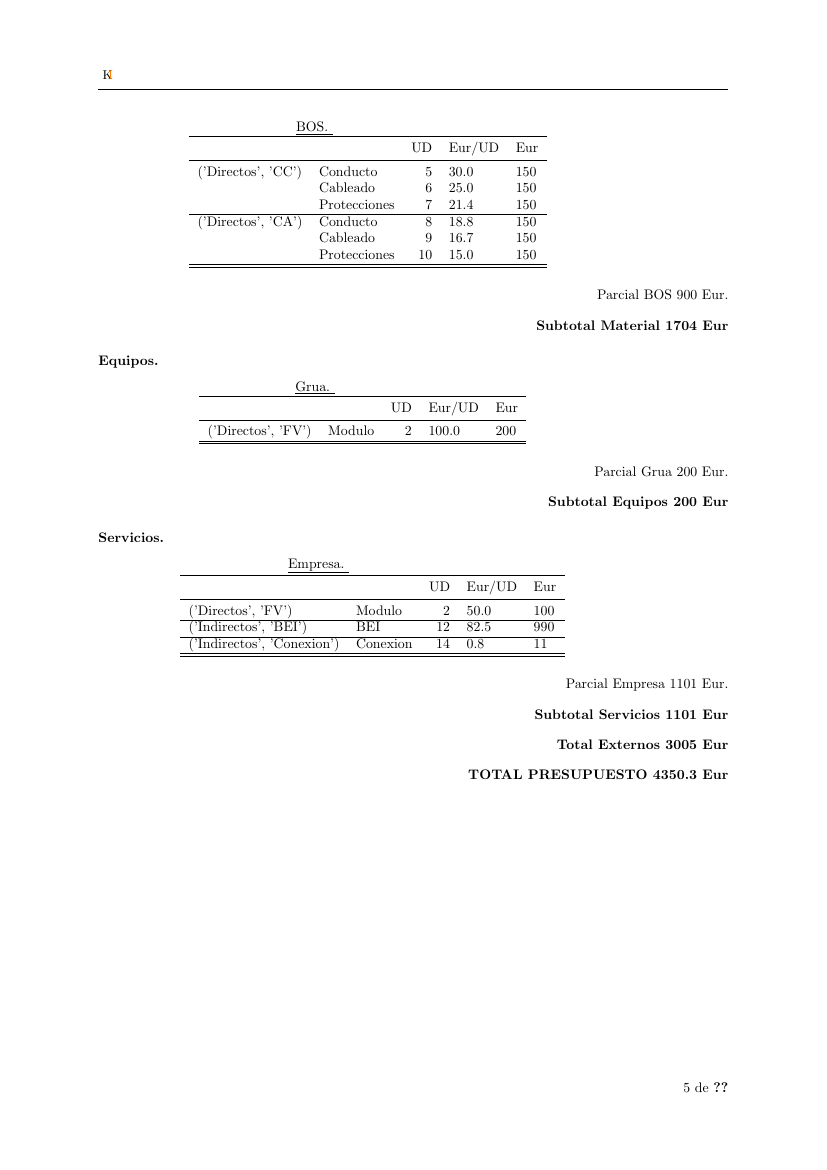 K
BOS.
UD Eur/UD Eur
('Directos', 'CC') Conducto 5 30.0 150
Cableado 6 25.0 150
Protecciones 7 21.4 150
('Directos', 'CA') Conducto 8 18.8 150
Cableado 9 16.7 150
Protecciones 10 15.0 150
Parcial BOS 900 Eur.
Subtotal Material 1704 Eur
Equipos.
Grua.
UD Eur/UD Eur
('Directos', 'FV') Modulo 2 100.0 200
Parcial Grua 200 Eur.
Subtotal Equipos 200 Eur
Servicios.
Empresa.
UD Eur/UD Eur
('Directos', 'FV') Modulo 2 50.0 100
('Indirectos', 'BEI') BEI 12 82.5 990
('Indirectos', 'Conexion') Conexion 14 0.8 11
Parcial Empresa 1101 Eur.
Subtotal Servicios 1101 Eur
Total Externos 3005 Eur
TOTAL PRESUPUESTO 4350.3 Eur
5 de ??